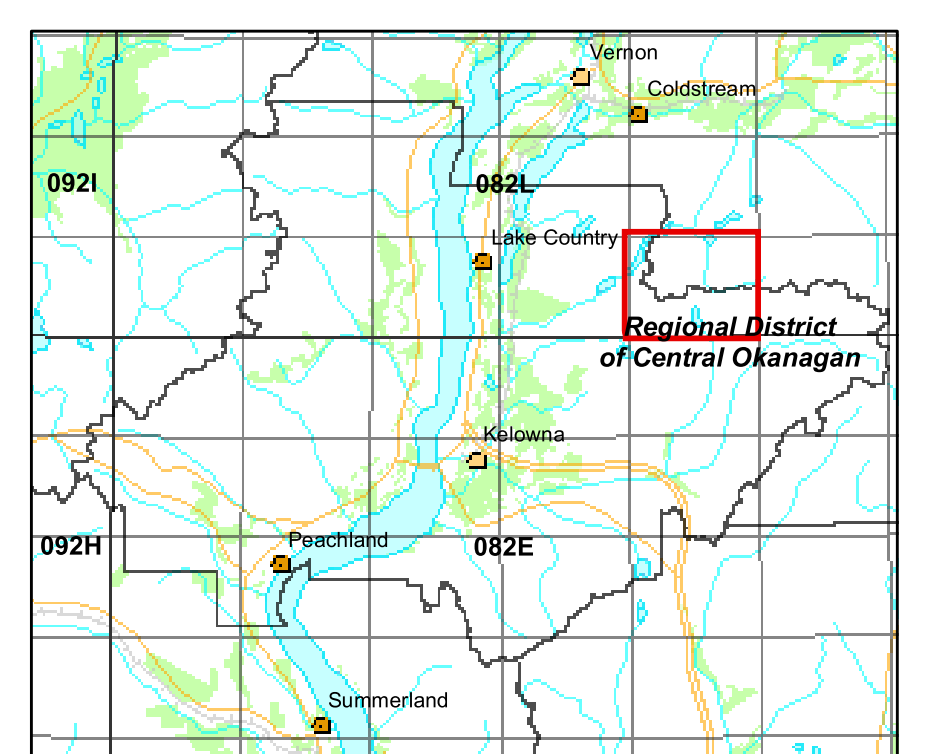 Vernon
Coldstream
092I
082L
Lake Country
Regional District
of Central Okanagan
Kelowna
092H
Peachland
082E
Summerland